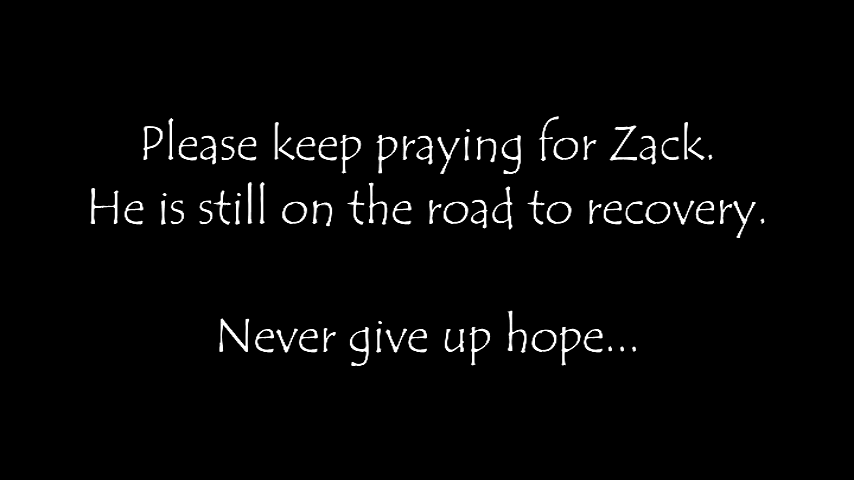 Please keep praying for Zack.
He is still on the road to recovery.
Never give up hope...